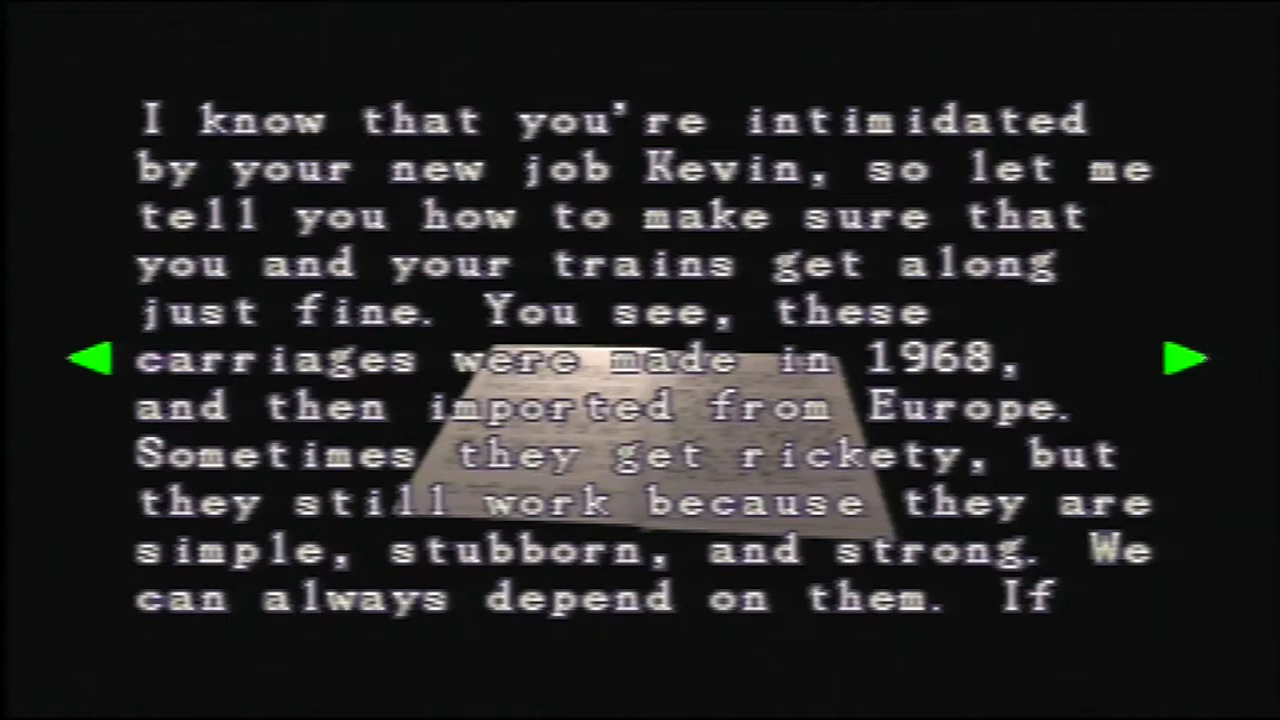 I know that you're intimidated
by your new job Kevin, so let me
tell you how to make sure that
you and your trains get along
just fine. You see, these
carriages were made in 1968,
and then imported from Europe.
Sometimes they get rickety, but
they still work because they are
simple, stubborn, and strong. We
can always depend on them. If